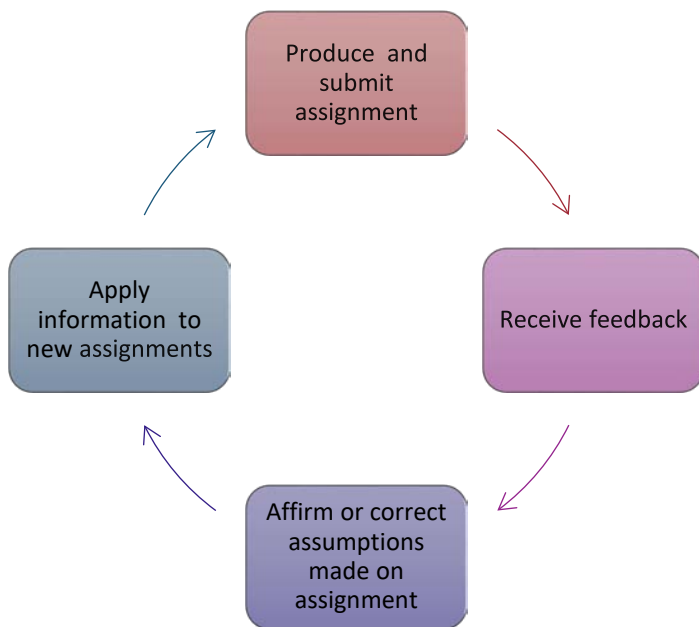 Produce and
submit
assignment
Receive feedback
Affirm or correct
assumptions
made on
assignment
Apply
information to
new assignments